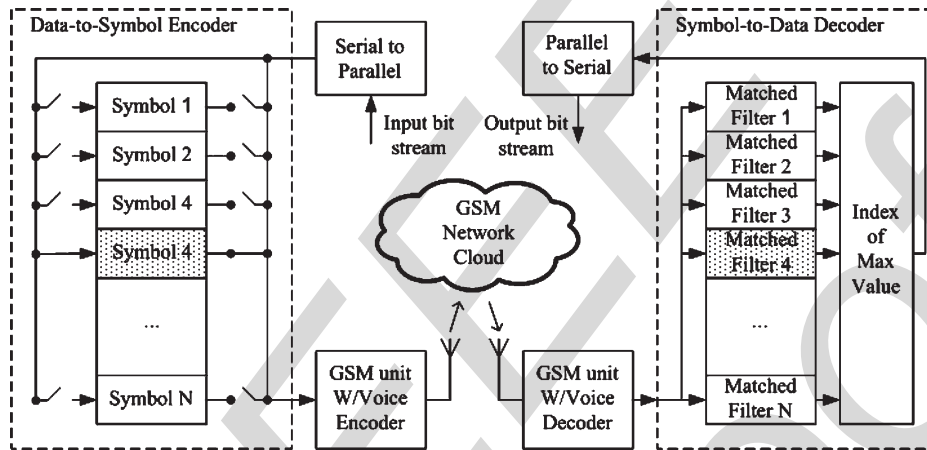 Data-to-Symbol Encoder
Serial to
Parallel
Input bit
stream
Symbol 1
Symbol 2
Symbol 4
Symbol 4
...
Symbol N
GSM unit
W/Voice
Encoder
GSM
Network
Cloud
GSM unit
W/Voice
Decoder
Parallel
to Serial
Output bit
stream
Symbol-to-Data Decoder
Matched
Filter 1
Matched
Filter 2
Matched
Filter 3
Matched
Filter 4
...
Matched
Filter N
Index
of
Max
Value